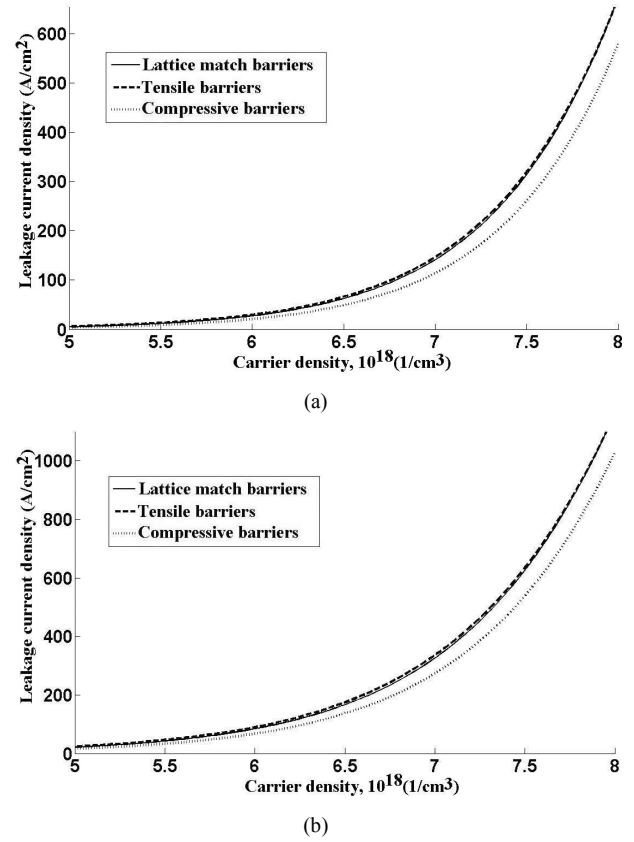 Leakage current density (A/cm²)
600
500
400
300
200
100
0
Lattice match barriers
Tensile barriers
Compressive barriers
5 5.5 6 6.5 7 7.5 8
Carrier density, 10¹⁸(1/cm³)
(a)
Leakage current density (A/cm²)
1000
800
600
400
200
0
Lattice match barriers
Tensile barriers
Compressive barriers
5 5.5 6 6.5 7 7.5 8
Carrier density, 10¹⁸(1/cm³)
(b)